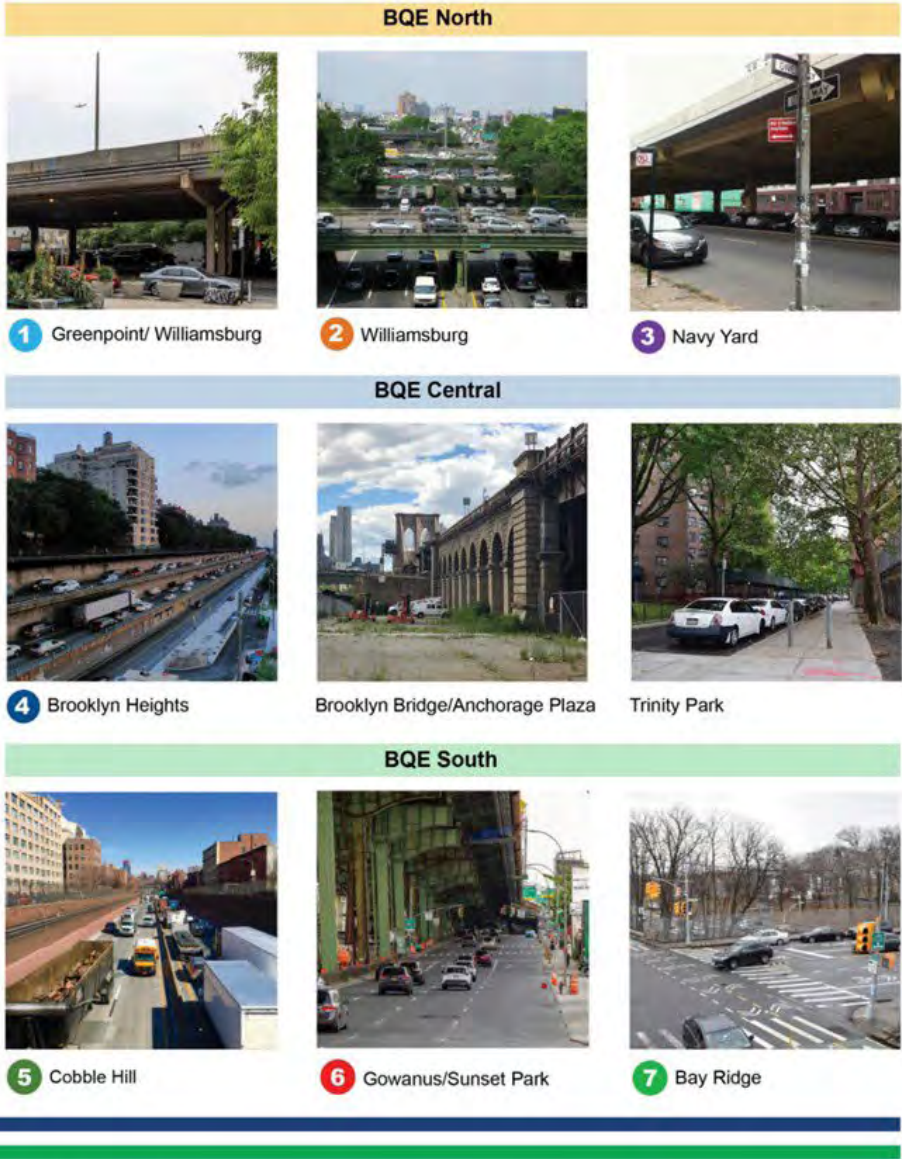 BQE North
1 Greenpoint/ Williamsburg
2 Williamsburg
3 Navy Yard
BQE Central
4 Brooklyn Heights
Brooklyn Bridge/Anchorage Plaza
Trinity Park
BQE South
5 Cobble Hill
6 Gowanus/Sunset Park
7 Bay Ridge